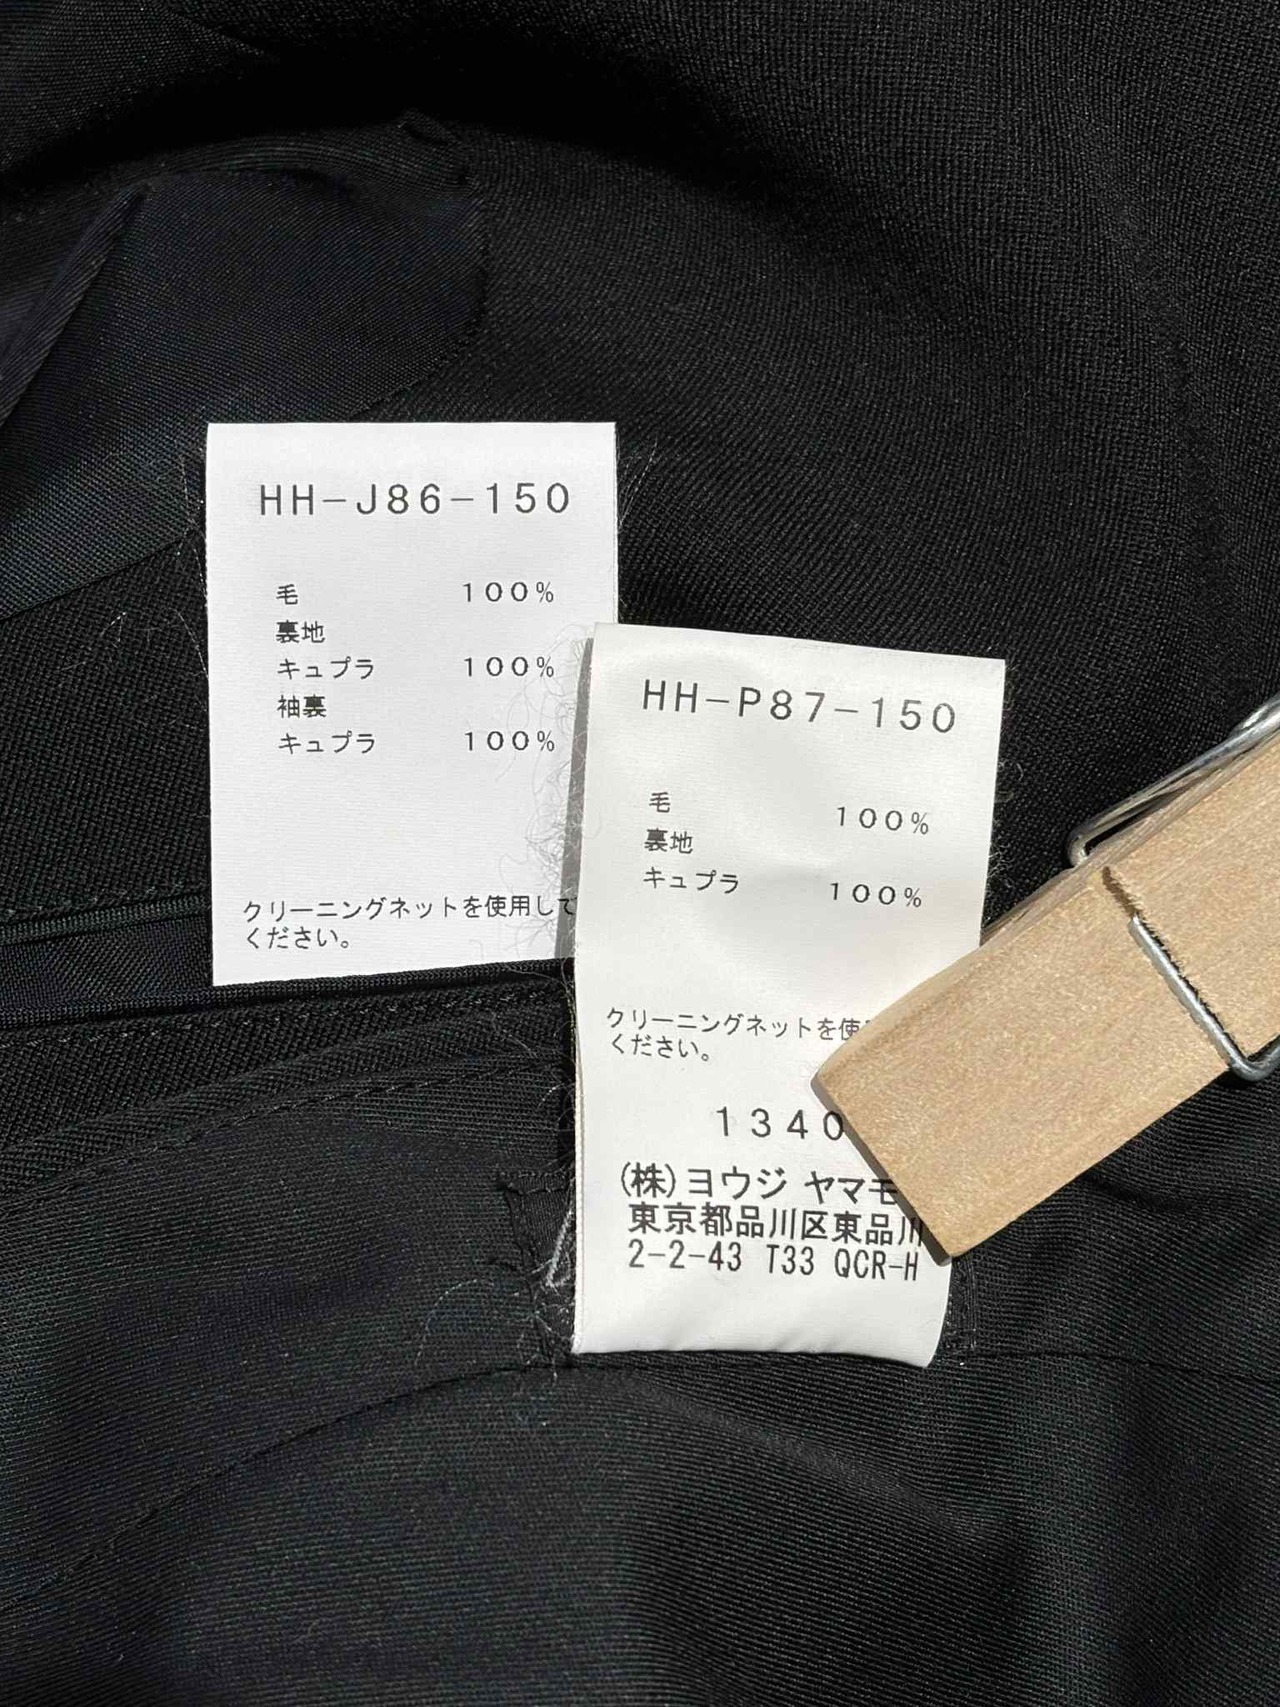 HH-J86-150
毛 100%
裏地
キュプラ 100%
袖裏
キュプラ 100%
クリーニングネットを使用して
ください。
HH-P87-150
毛 100%
裏地
キュプラ 100%
クリーニングネットを使
ください。
1340
(株)ヨウジ ヤマモ
東京都品川区東品川
2-2-43 T33 QCR-H